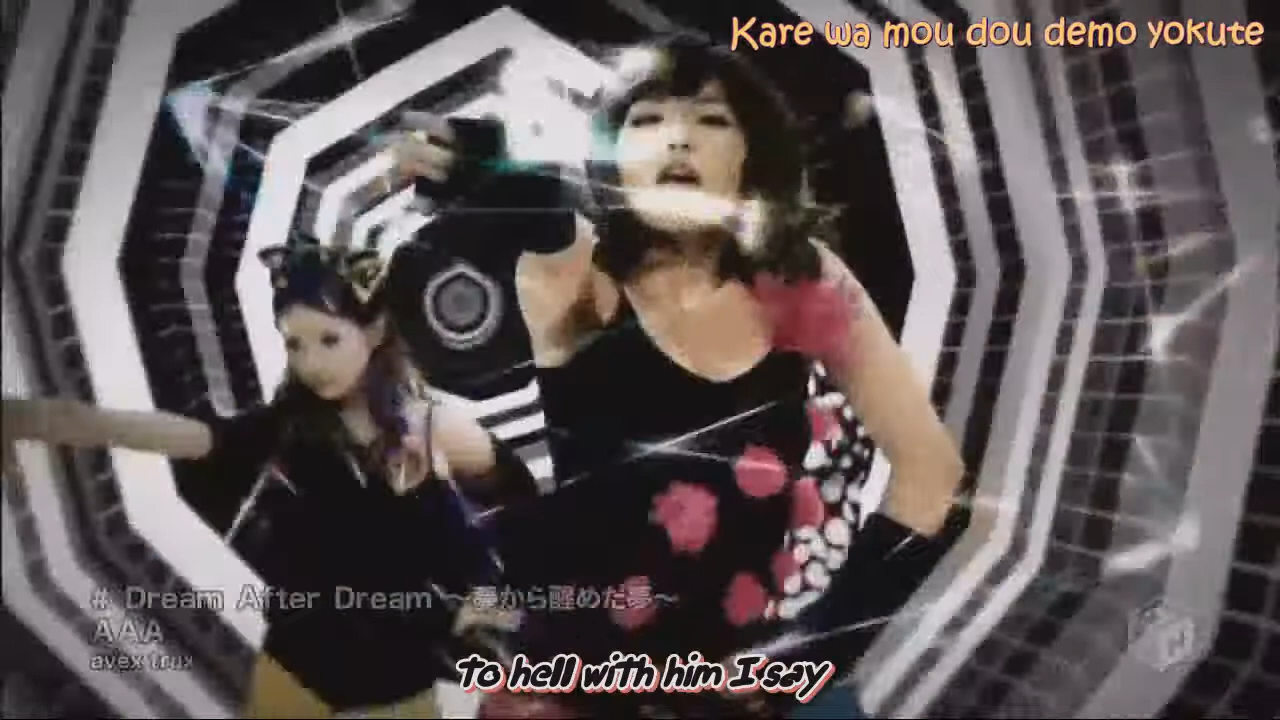 Kare wa mou dou demo yokute
# Dream After Dream ～夢から醒めた夢～
AAA
avex trax
to hell with him I say